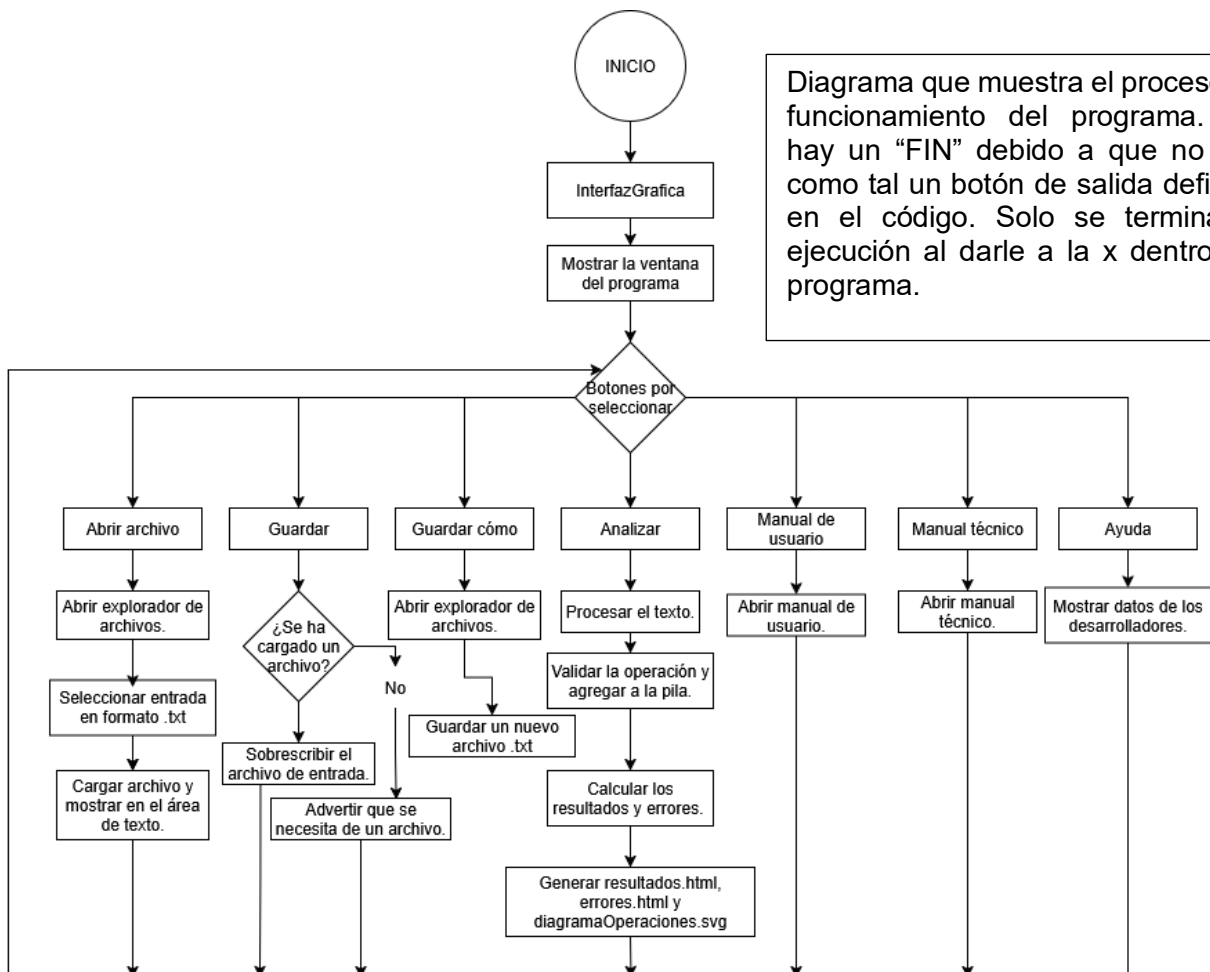 INICIO
Diagrama que muestra el proceso
funcionamiento del programa.
hay un “FIN” debido a que no
como tal un botón de salida defi
en el código. Solo se termina
ejecución al darle a la x dentro
programa.
InterfazGrafica
Mostrar la ventana
del programa
Botones por
seleccionar
Abrir archivo
Guardar
Guardar cómo
Analizar
Manual de
usuario
Manual técnico
Ayuda
Abrir explorador de
archivos.
¿Se ha
cargado un
archivo?
No
Abrir explorador de
archivos.
Procesar el texto.
Abrir manual de
usuario.
Abrir manual
técnico.
Mostrar datos de los
desarrolladores.
Seleccionar entrada
en formato .txt
Validar la operación y
agregar a la pila.
Guardar un nuevo
archivo .txt
Sobrescribir el
archivo de entrada.
Cargar archivo y
mostrar en el área
de texto.
Advertir que se
necesita de un archivo.
Calcular los
resultados y errores.
Generar resultados.html,
errores.html y
diagramaOperaciones.svg